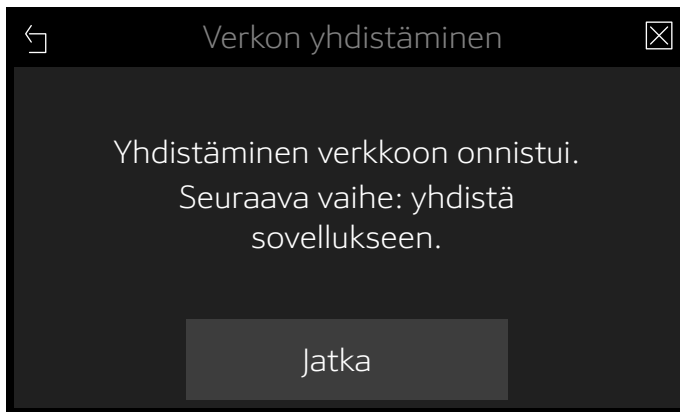 Verkon yhdistäminen
Yhdistäminen verkkoon onnistui.
Seuraava vaihe: yhdistä
sovellukseen.
Jatka